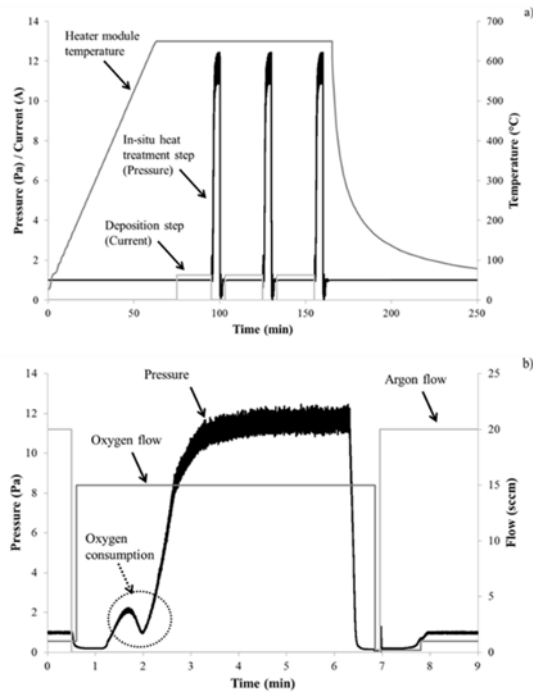 a)
14
12
10
8
6
4
2
0
Pressure (Pa) / Current (A)
700
600
500
400
300
200
100
0
Temperature (°C)
Heater module
temperature
In-situ heat
treatment step
(Pressure)
Deposition step
(Current)
0 50 100 150 200 250
Time (min)
b)
14
12
10
8
6
4
2
0
Pressure (Pa)
25
20
15
10
5
0
Flow (sccm)
Pressure
Argon flow
Oxygen flow
Oxygen
consumption
0 1 2 3 4 5 6 7 8 9
Time (min)